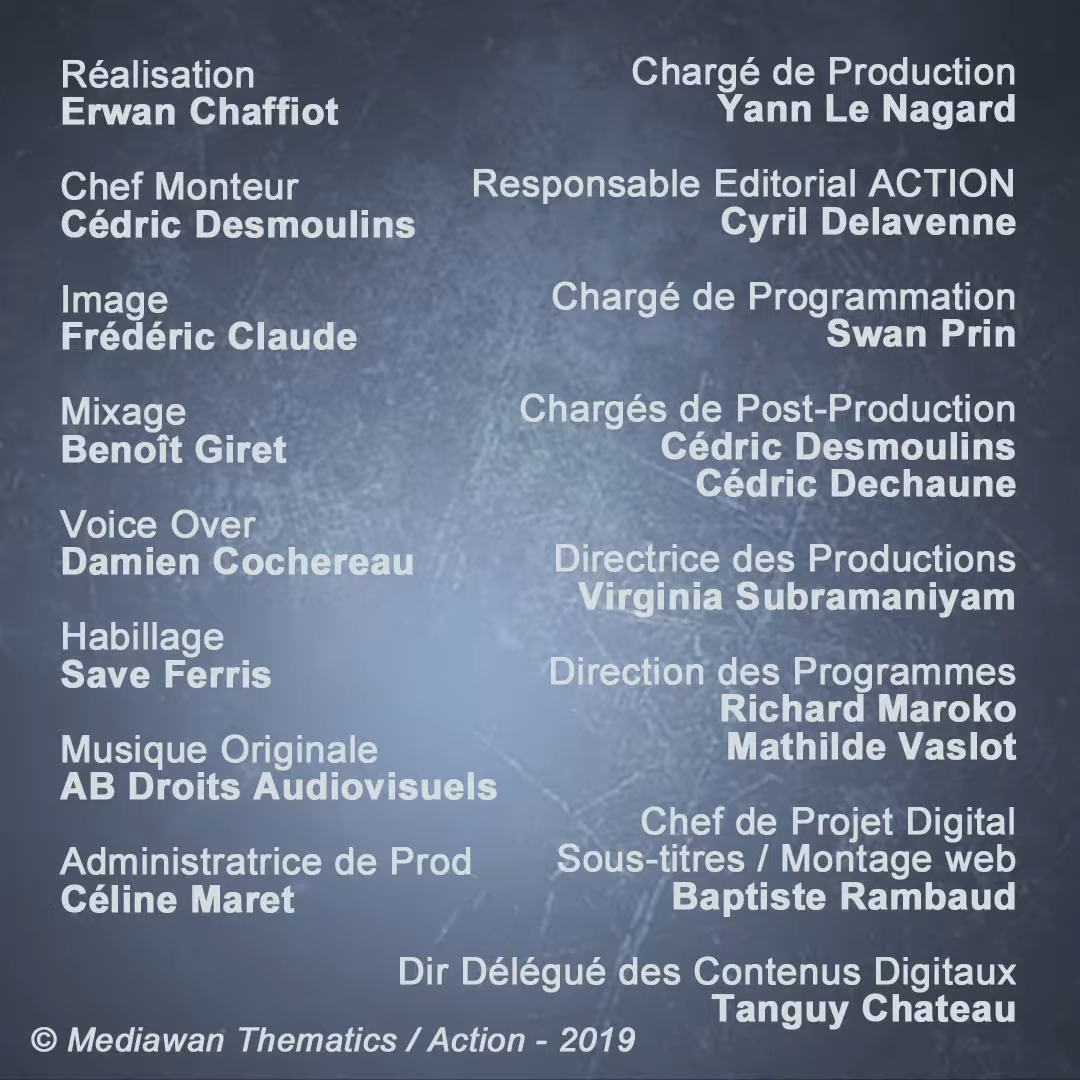 Réalisation
Erwan Chaffiot
Chef Monteur
Cédric Desmoulins
Image
Frédéric Claude
Mixage
Benoît Giret
Voice Over
Damien Cochereau
Habillage
Save Ferris
Musique Originale
AB Droits Audiovisuels
Administratrice de Prod
Céline Maret
Chargé de Production
Yann Le Nagard
Responsable Editorial ACTION
Cyril Delavenne
Chargé de Programmation
Swan Prin
Chargés de Post-Production
Cédric Desmoulins
Cédric Dechaune
Directrice des Productions
Virginia Subramaniyam
Direction des Programmes
Richard Maroko
Mathilde Vaslot
Chef de Projet Digital
Sous-titres / Montage web
Baptiste Rambaud
Dir Délégué des Contenus Digitaux
Tanguy Chateau
© Mediawan Thematics / Action - 2019